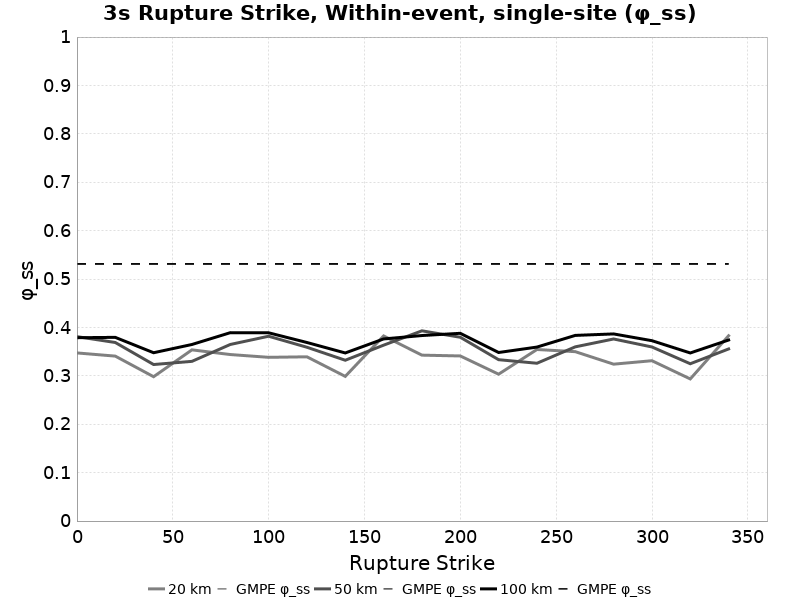 3s Rupture Strike, Within-event, single-site (φ_ss)
1
0.9
0.8
0.7
0.6
0.5
0.4
0.3
0.2
0.1
0
φ_ss
0 50 100 150 200 250 300 350
Rupture Strike
20 km GMPE φ_ss 50 km GMPE φ_ss 100 km GMPE φ_ss